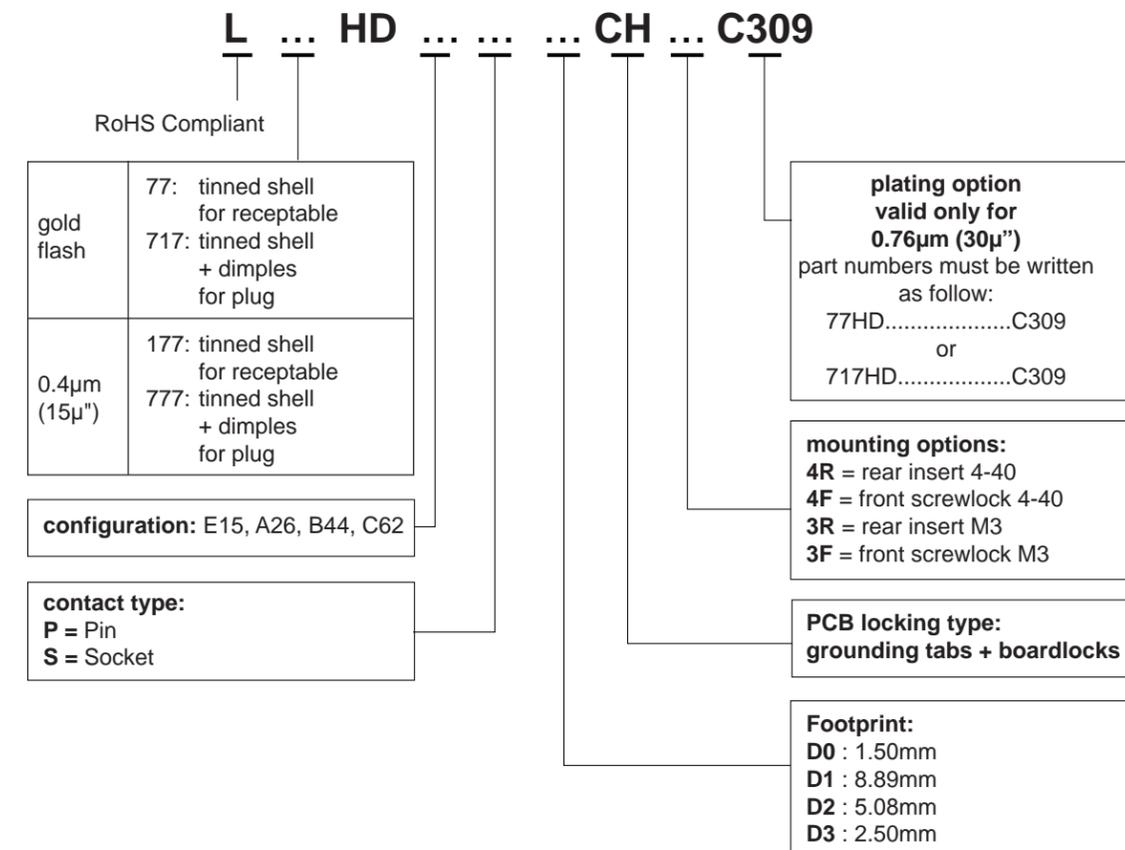 L ... HD ... ... ... CH ... C309
RoHS Compliant
gold
flash
77: tinned shell
for receptable
717: tinned shell
+ dimples
for plug
0.4µm
(15µ")
177: tinned shell
for receptable
777: tinned shell
+ dimples
for plug
configuration: E15, A26, B44, C62
contact type:
P = Pin
S = Socket
plating option
valid only for
0.76µm (30µ”)
part numbers must be written
as follow:
77HD....................C309
or
717HD..................C309
mounting options:
4R = rear insert 4-40
4F = front screwlock 4-40
3R = rear insert M3
3F = front screwlock M3
PCB locking type:
grounding tabs + boardlocks
Footprint:
D0 : 1.50mm
D1 : 8.89mm
D2 : 5.08mm
D3 : 2.50mm